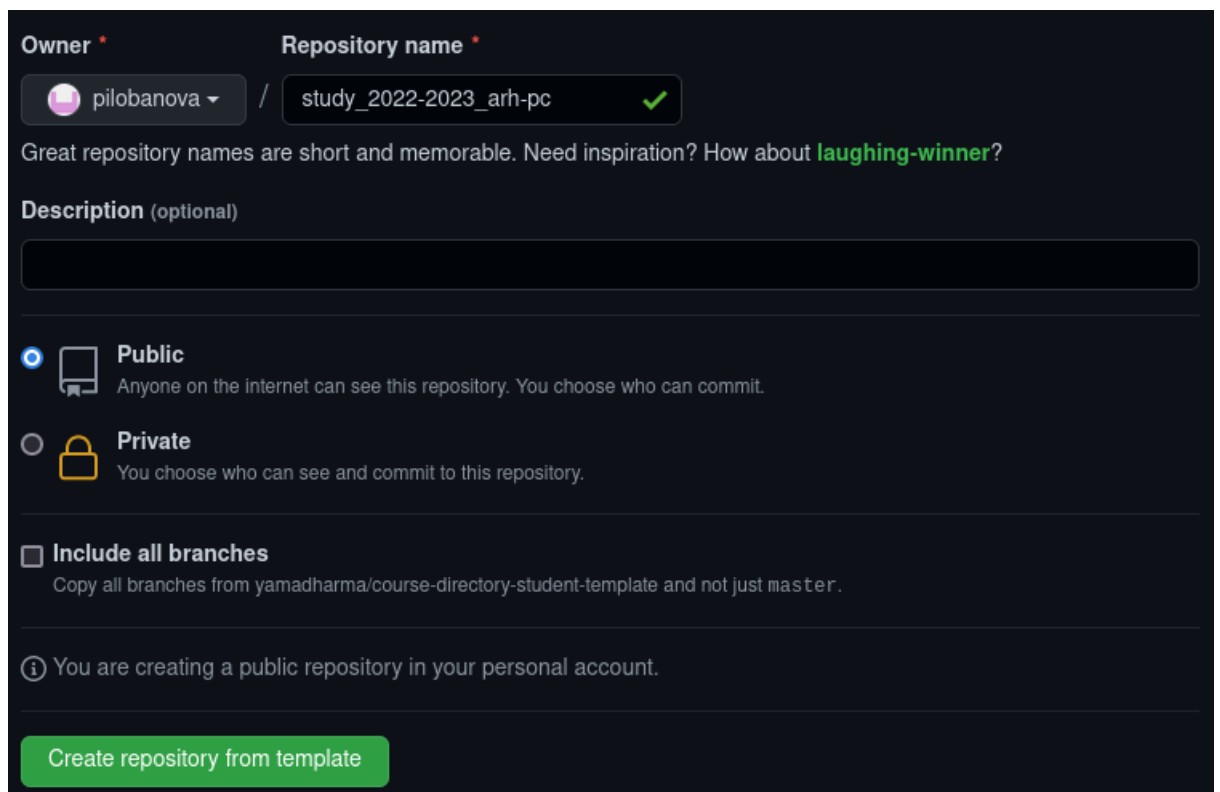 Owner *
Repository name *
pilobanova / study_2022-2023_arh-pc
Great repository names are short and memorable. Need inspiration? How about laughing-winner?
Description (optional)
Public
Anyone on the internet can see this repository. You choose who can commit.
Private
You choose who can see and commit to this repository.
Include all branches
Copy all branches from yamadharma/course-directory-student-template and not just master.
You are creating a public repository in your personal account.
Create repository from template